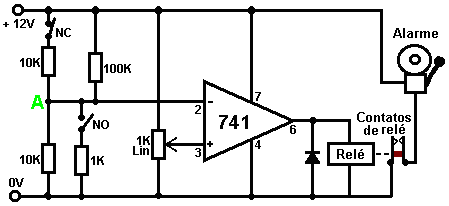 + 12V
NC
Alarme
10K
100K
7
A
2
-
741
6
Contatos
de relé
NO
1K
Lin
+
3
4
10K
1K
Relé
0V